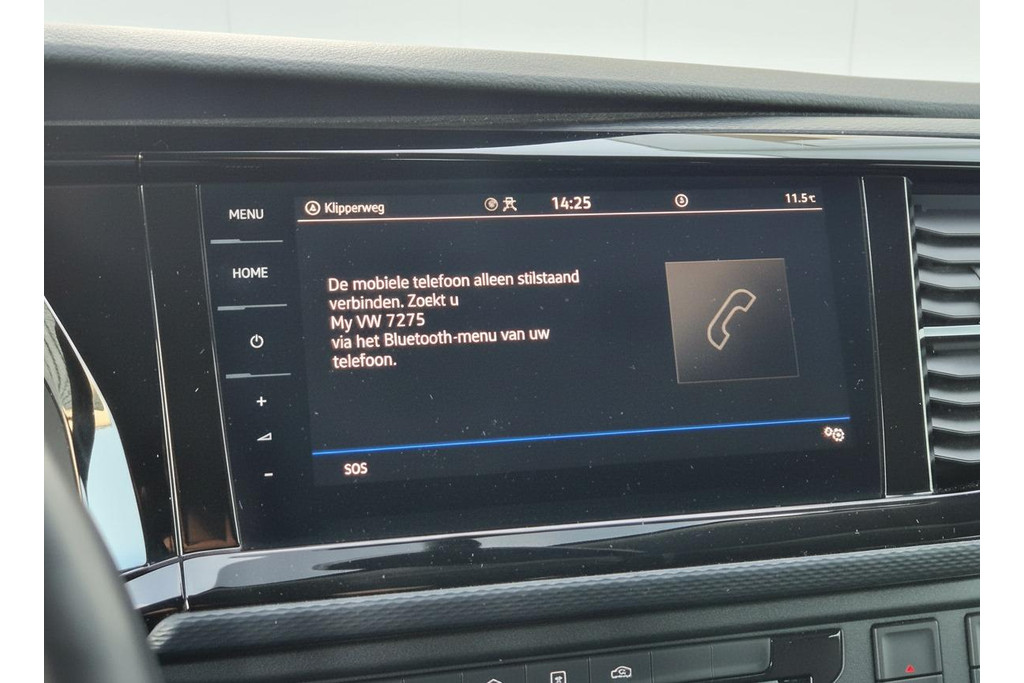 MENU
HOME
Klipperweg
14:25
11.5°C
De mobiele telefoon alleen stilstaand
verbinden. Zoekt u
My VW 7275
via het Bluetooth-menu van uw
telefoon.
SOS